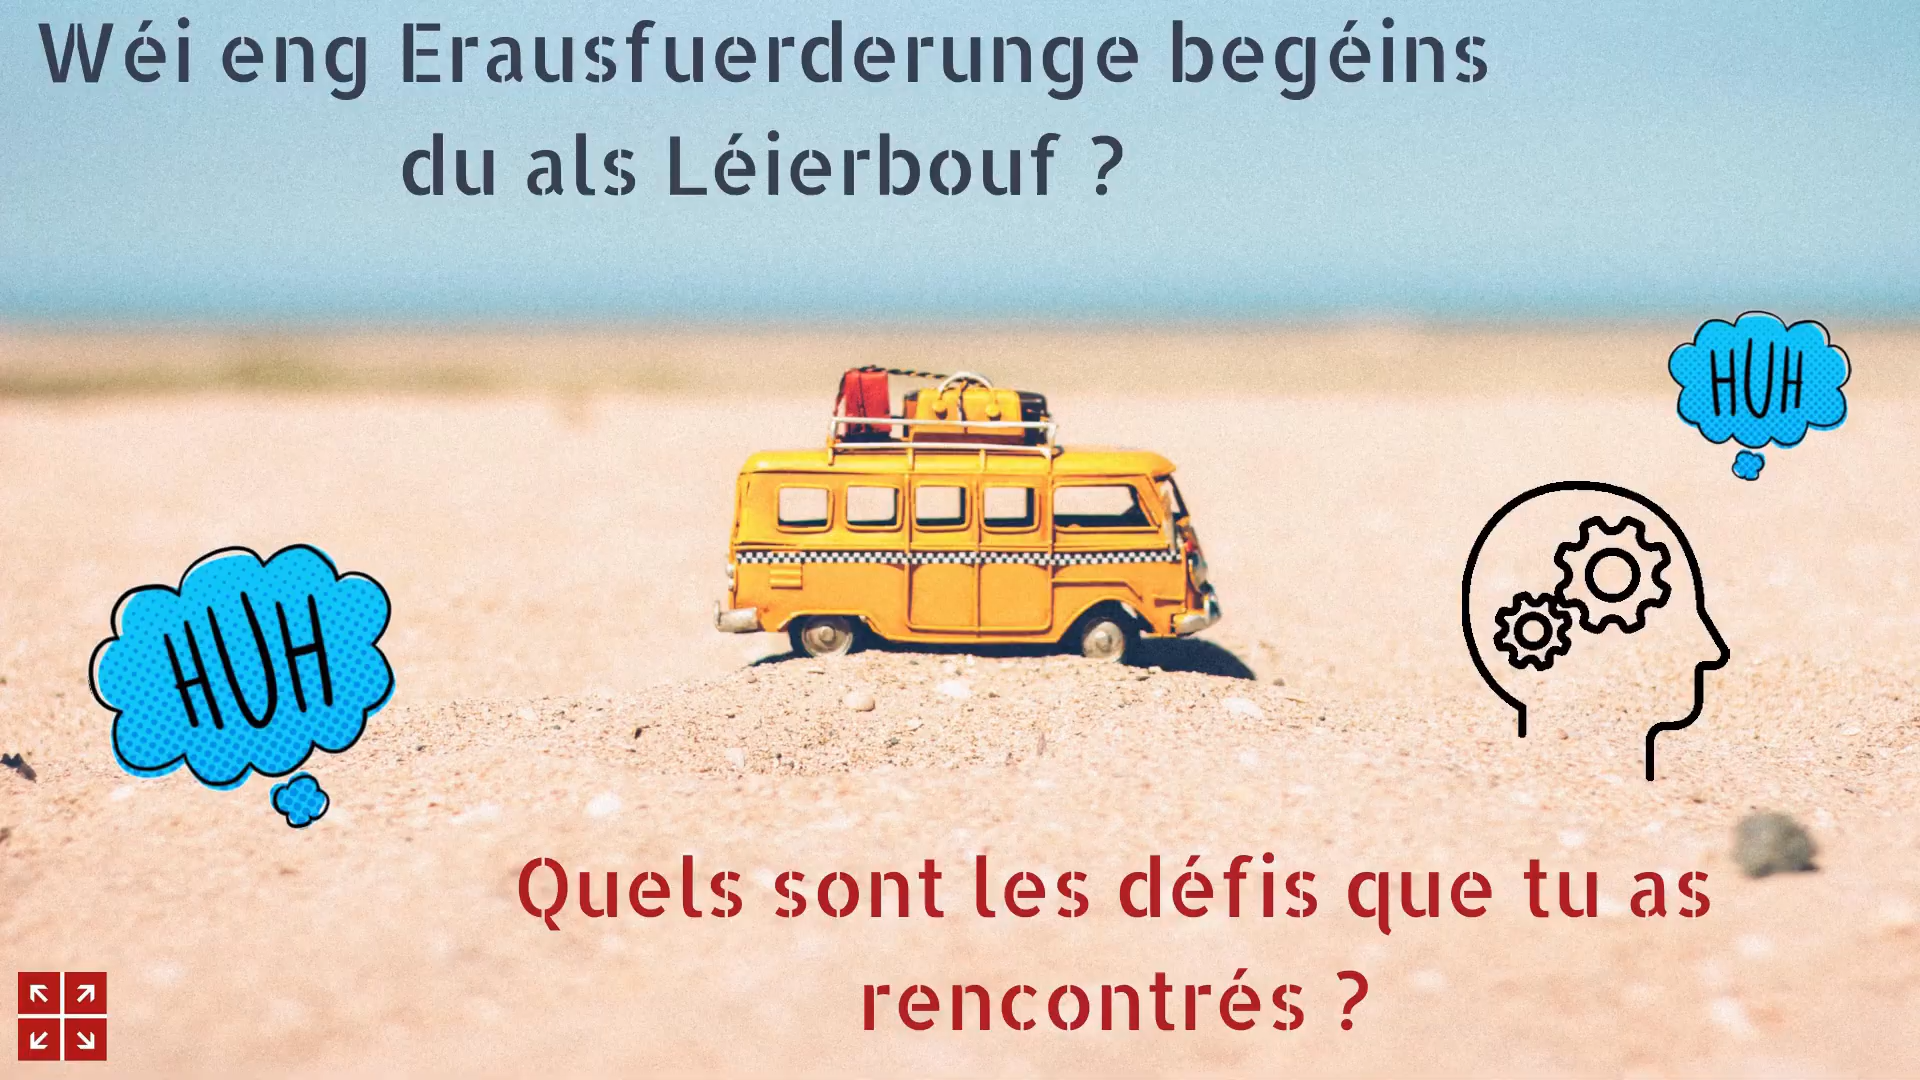 Wéi eng Erausfuerderunge begéins
du als Léierbouf ?
HUH
HUH
Quels sont les défis que tu as
rencontrés ?